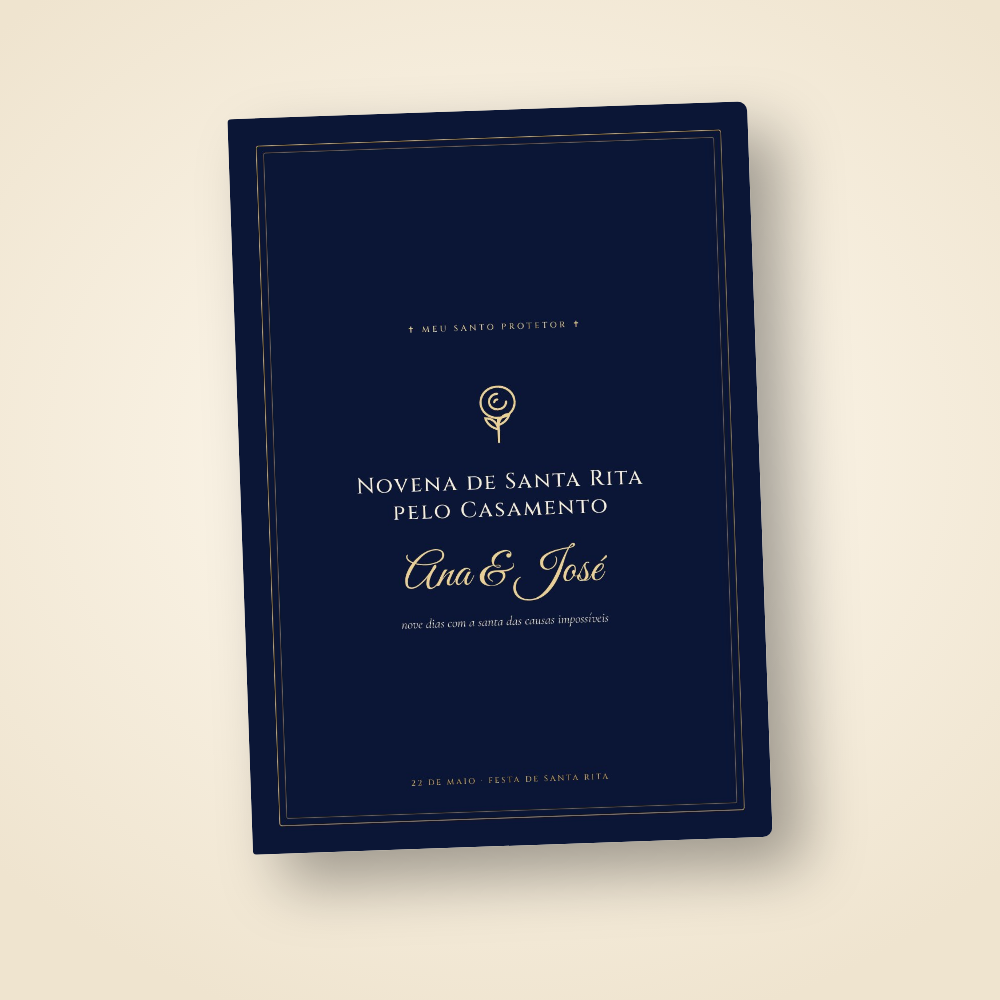 ✝ MEU SANTO PROTETOR ✝
Novena de Santa Rita
pelo Casamento
Ana & José
nove dias com a santa das causas impossíveis
22 DE MAIO · FESTA DE SANTA RITA